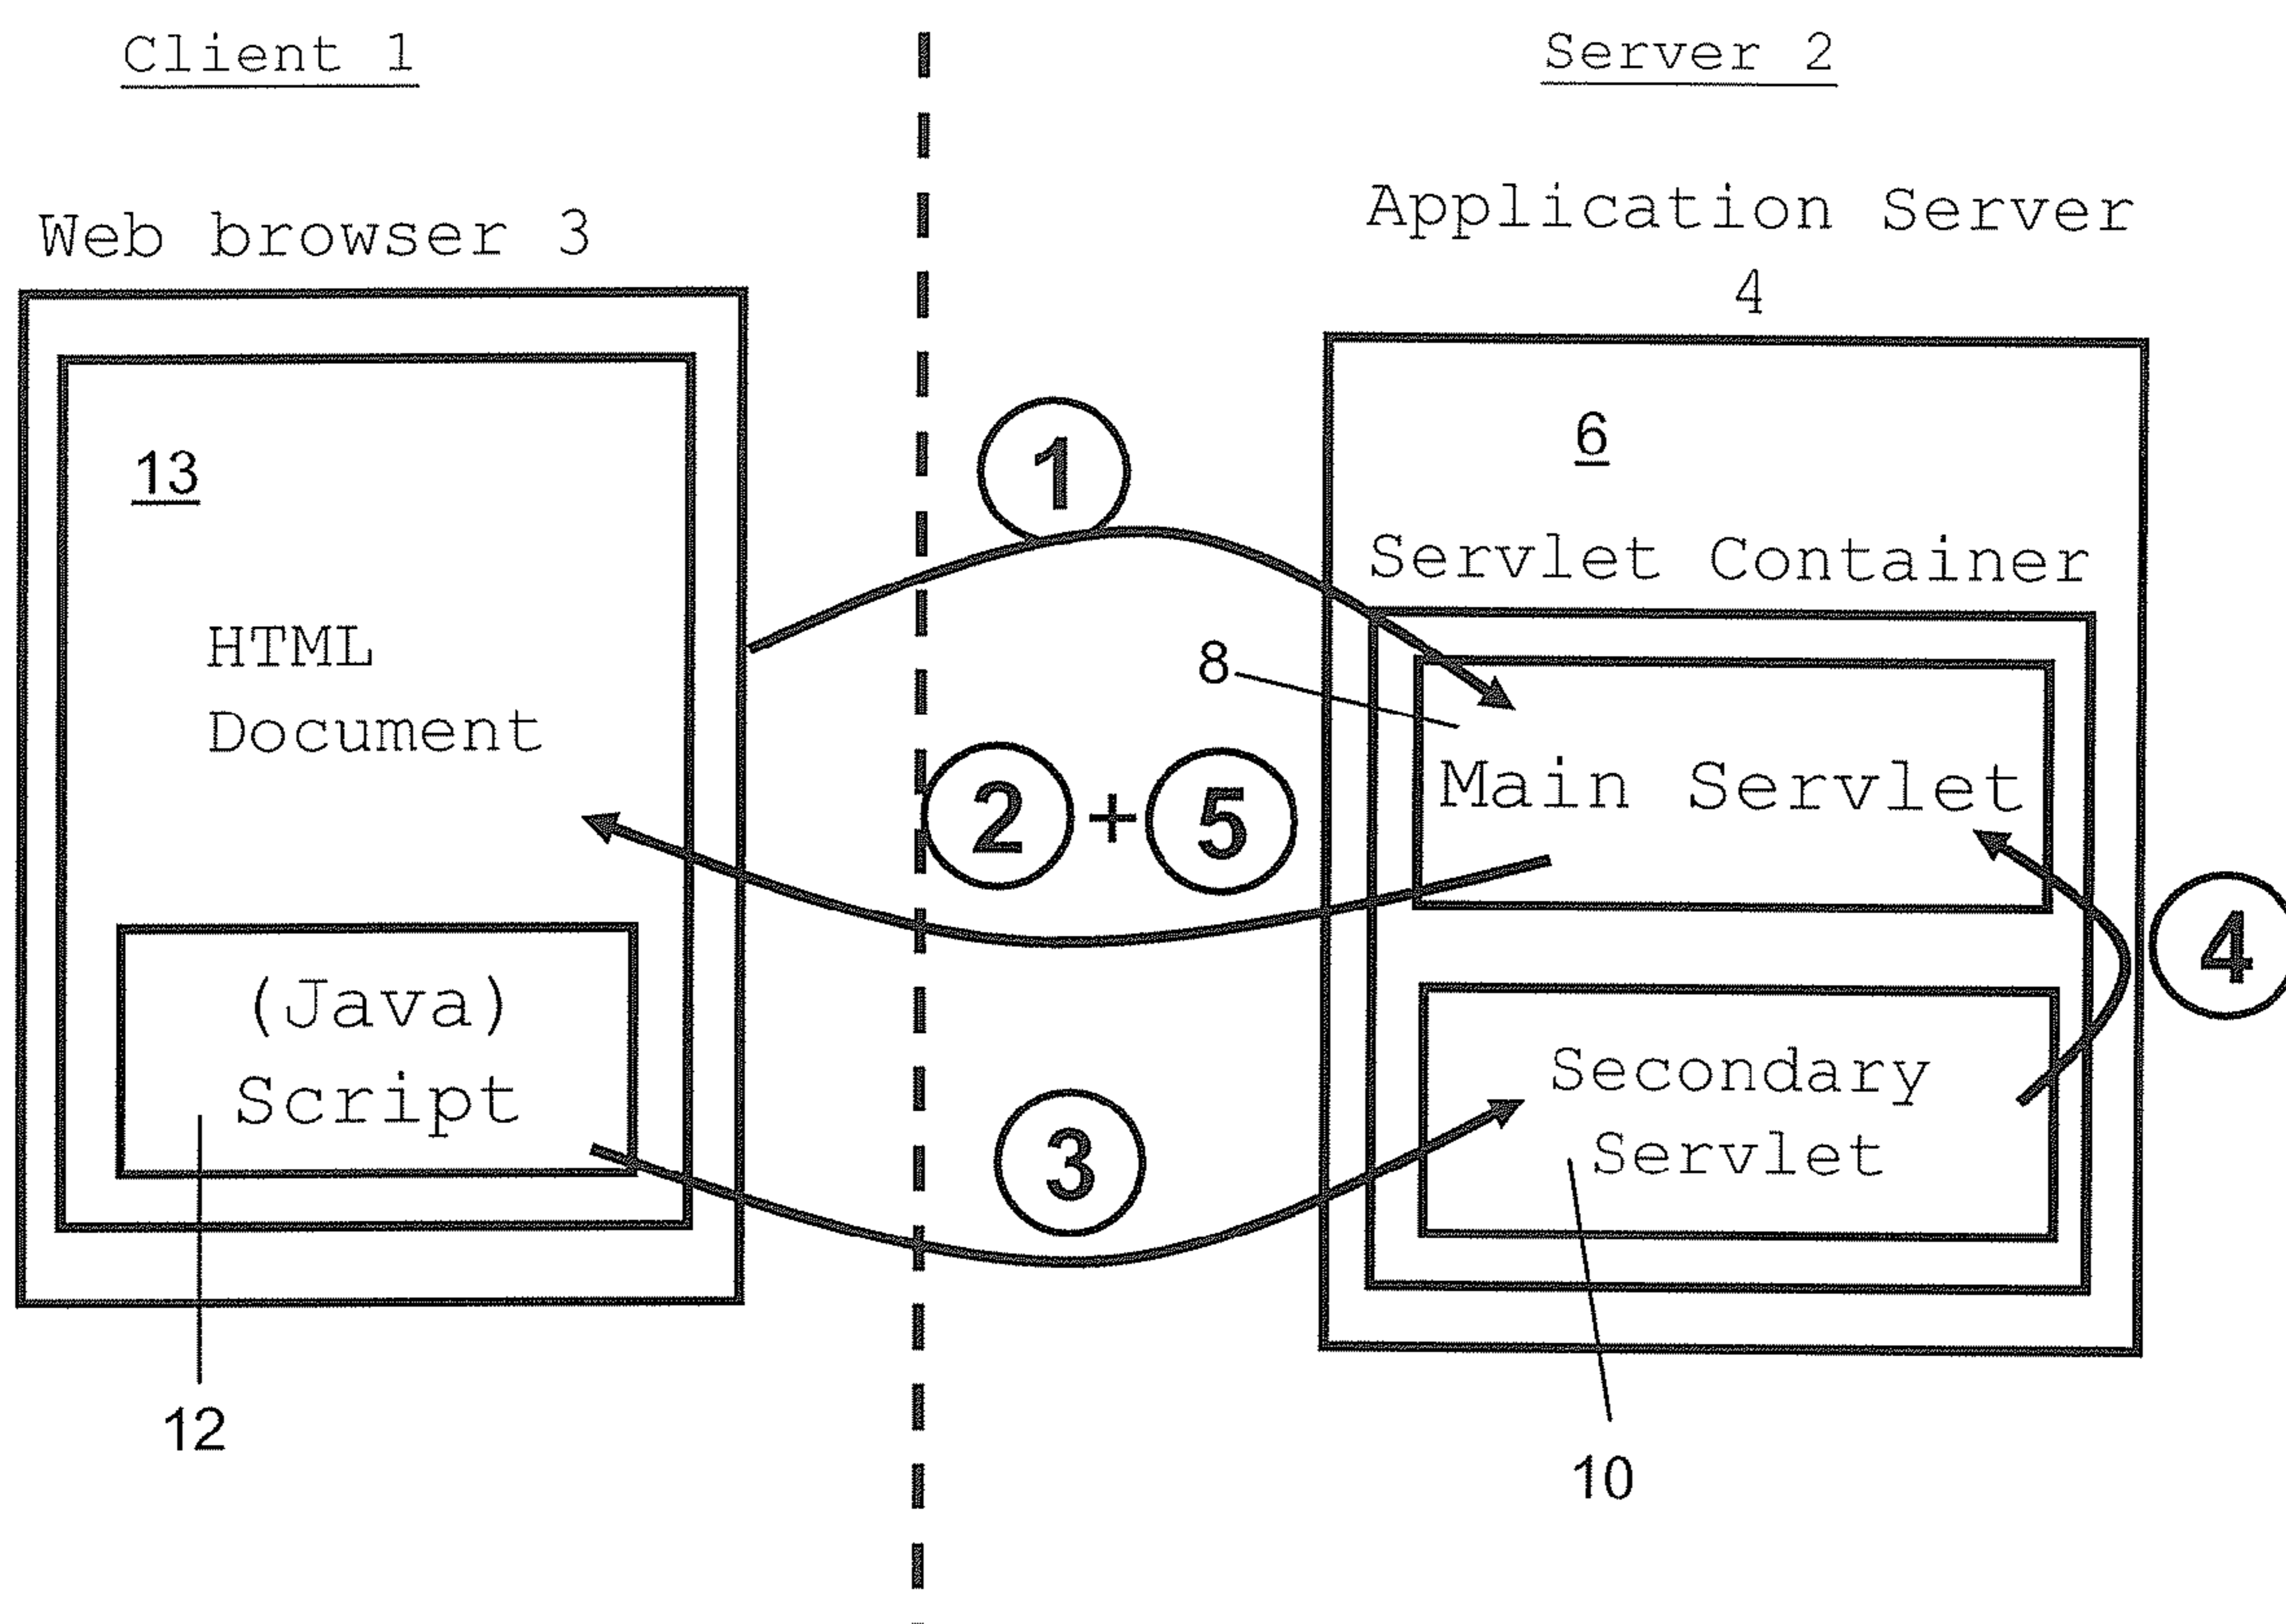 Client 1
Server 2
Web browser 3
Application Server
4
13
HTML
Document
(Java)
Script
12
1
2 + 5
3
4
6
Servlet Container
8
Main Servlet
Secondary
Servlet
10